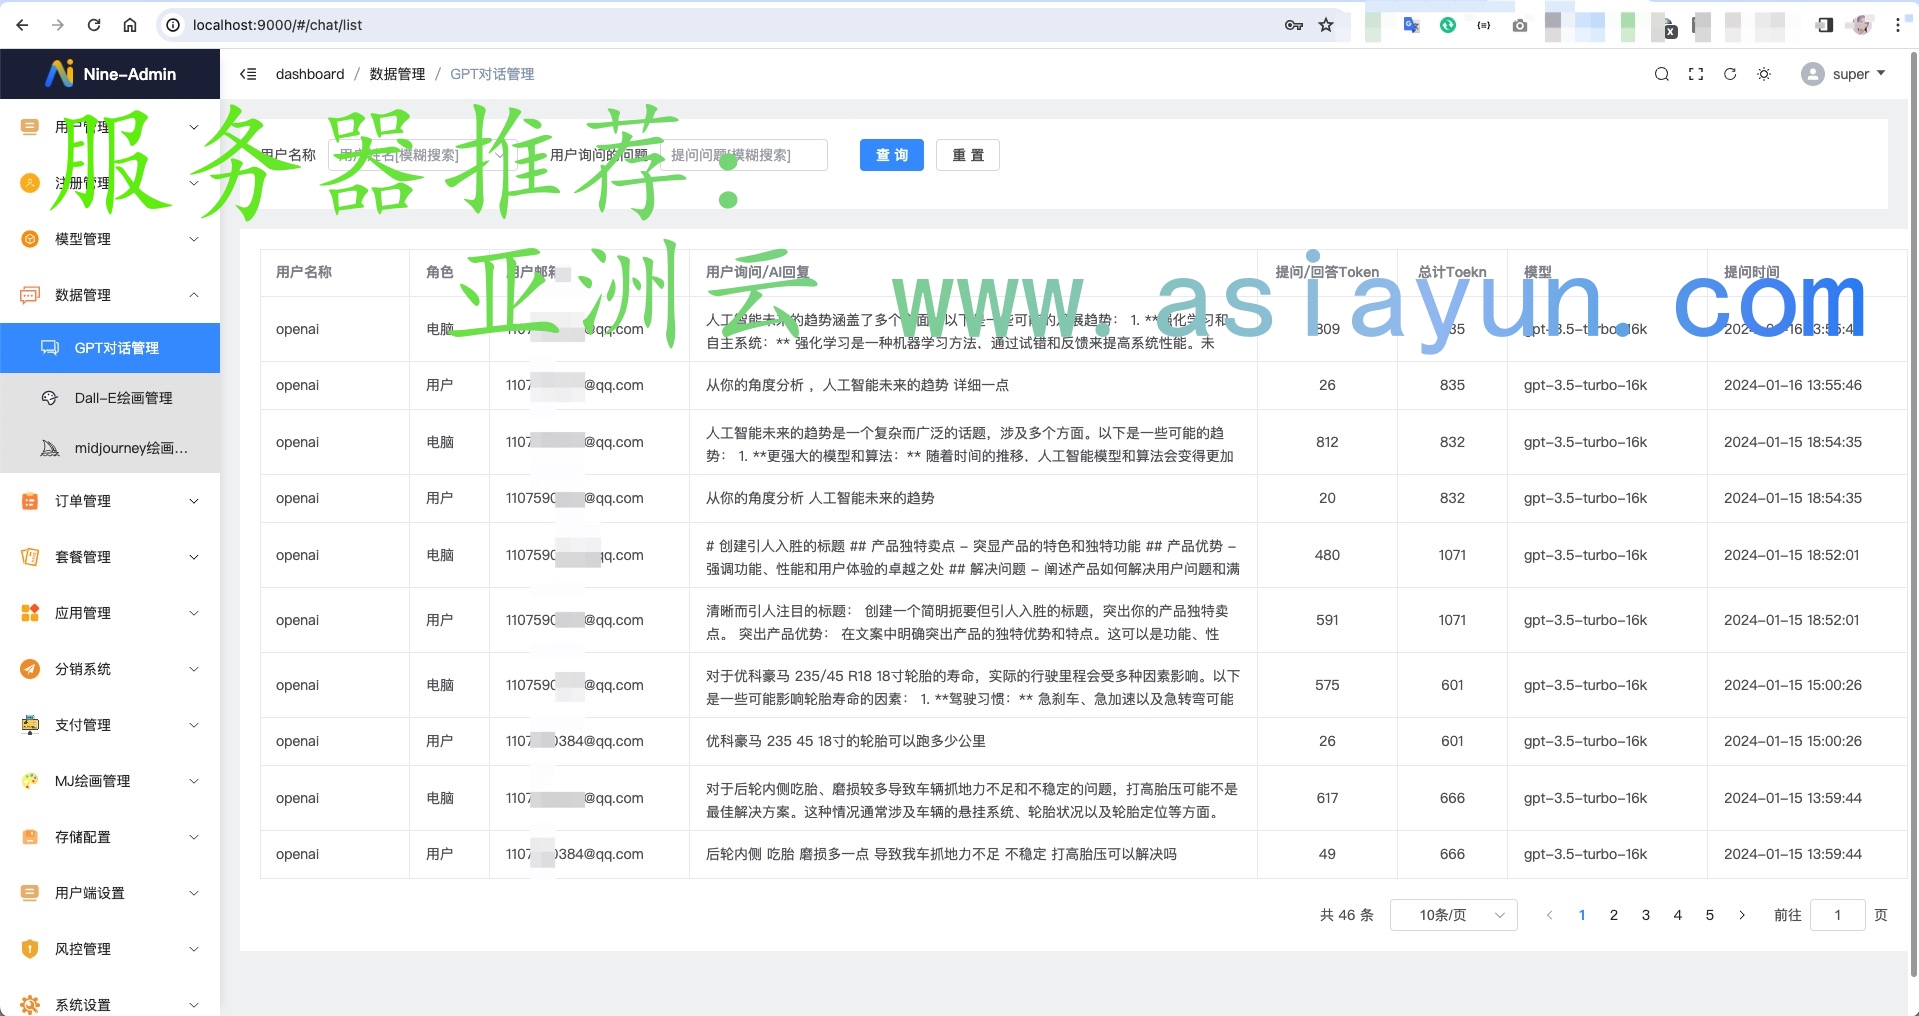 localhost:9000/#/chat/list
Nine-Admin
dashboard / 数据管理 / GPT对话管理
super
服务器推荐:
亚洲云 www.asiayun.com
用户管理
注册管理
模型管理
数据管理
GPT对话管理
Dall-E绘画管理
midjourney绘画...
订单管理
套餐管理
应用管理
分销系统
支付管理
MJ绘画管理
存储配置
用户端设置
风控管理
系统设置
用户名称 用户姓名[模糊搜索] 用户询问的问题 提问问题[模糊搜索] 查 询 重 置
用户名称 角色 用户邮箱 用户询问/AI回复 提问/回答Token 总计Toekn 模型 提问时间
openai 电脑 @qq.com 人工智能未来的趋势涵盖了多个方面，以下是一些可能的发展趋势： 1. **强化学习和
自主系统：** 强化学习是一种机器学习方法，通过试错和反馈来提高系统性能。未 809 835 gpt-3.5-turbo-16k 2024-01-16 13:55:46
openai 用户 1107 @qq.com 从你的角度分析 ，人工智能未来的趋势 详细一点 26 835 gpt-3.5-turbo-16k 2024-01-16 13:55:46
openai 电脑 1107 @qq.com 人工智能未来的趋势是一个复杂而广泛的话题，涉及多个方面。以下是一些可能的趋
势： 1. **更强大的模型和算法：** 随着时间的推移，人工智能模型和算法会变得更加 812 832 gpt-3.5-turbo-16k 2024-01-15 18:54:35
openai 用户 1107590 @qq.com 从你的角度分析 人工智能未来的趋势 20 832 gpt-3.5-turbo-16k 2024-01-15 18:54:35
openai 电脑 1107590 qq.com # 创建引人入胜的标题 ## 产品独特卖点 – 突显产品的特色和独特功能 ## 产品优势 –
强调功能、性能和用户体验的卓越之处 ## 解决问题 – 阐述产品如何解决用户问题和满 480 1071 gpt-3.5-turbo-16k 2024-01-15 18:52:01
openai 用户 1107590 @qq.com 清晰而引人注目的标题： 创建一个简明扼要但引人入胜的标题，突出你的产品独特卖
点。 突出产品优势： 在文案中明确突出产品的独特优势和特点。这可以是功能、性 591 1071 gpt-3.5-turbo-16k 2024-01-15 18:52:01
openai 电脑 1107590 @qq.com 对于优科豪马 235/45 R18 18寸轮胎的寿命，实际的行驶里程会受多种因素影响。以下
是一些可能影响轮胎寿命的因素： 1. **驾驶习惯：** 急刹车、急加速以及急转弯可能 575 601 gpt-3.5-turbo-16k 2024-01-15 15:00:26
openai 用户 1107 0384@qq.com 优科豪马 235 45 18寸的轮胎可以跑多少公里 26 601 gpt-3.5-turbo-16k 2024-01-15 15:00:26
openai 电脑 1107 @qq.com 对于后轮内侧吃胎、磨损较多导致车辆抓地力不足和不稳定的问题，打高胎压可能不是
最佳解决方案。这种情况通常涉及车辆的悬挂系统、轮胎状况以及轮胎定位等方面。 617 666 gpt-3.5-turbo-16k 2024-01-15 13:59:44
openai 用户 1107 0384@qq.com 后轮内侧 吃胎 磨损多一点 导致我车抓地力不足 不稳定 打高胎压可以解决吗 49 666 gpt-3.5-turbo-16k 2024-01-15 13:59:44
共 46 条 10条/页 1 2 3 4 5 前往 1 页